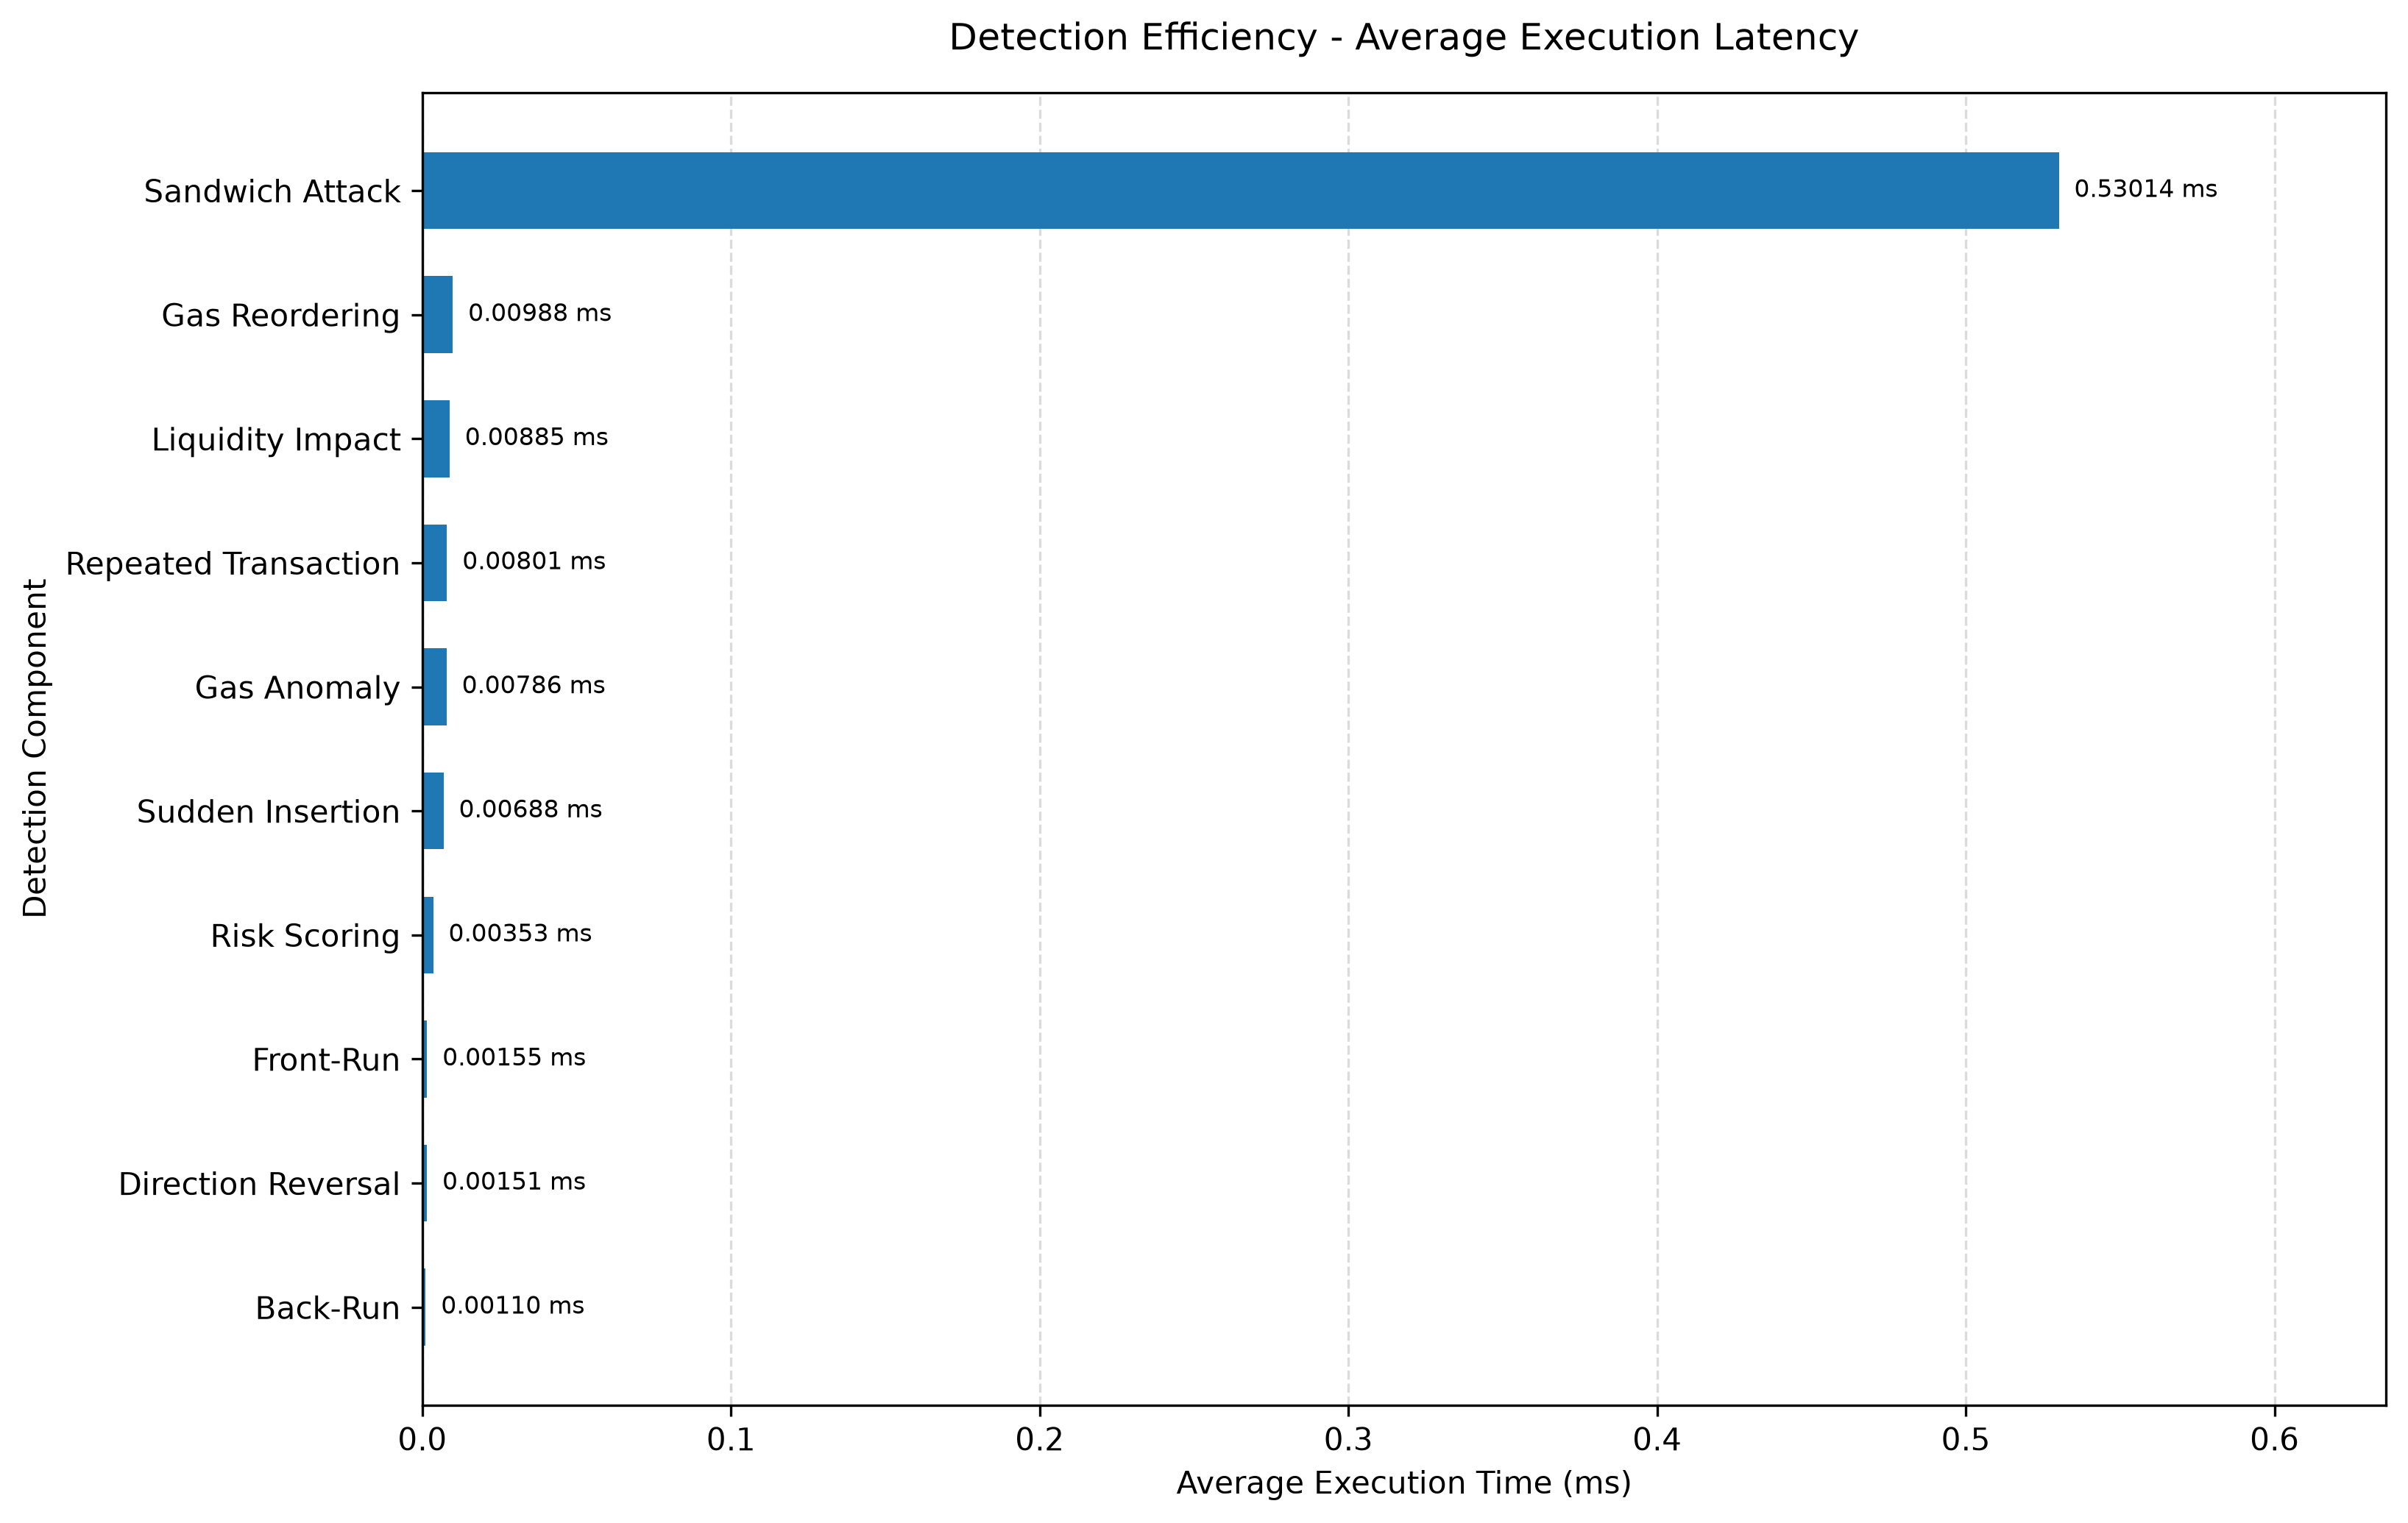 Detection Efficiency - Average Execution Latency
Detection Component
Sandwich Attack 0.53014 ms
Gas Reordering 0.00988 ms
Liquidity Impact 0.00885 ms
Repeated Transaction 0.00801 ms
Gas Anomaly 0.00786 ms
Sudden Insertion 0.00688 ms
Risk Scoring 0.00353 ms
Front-Run 0.00155 ms
Direction Reversal 0.00151 ms
Back-Run 0.00110 ms
0.0 0.1 0.2 0.3 0.4 0.5 0.6
Average Execution Time (ms)